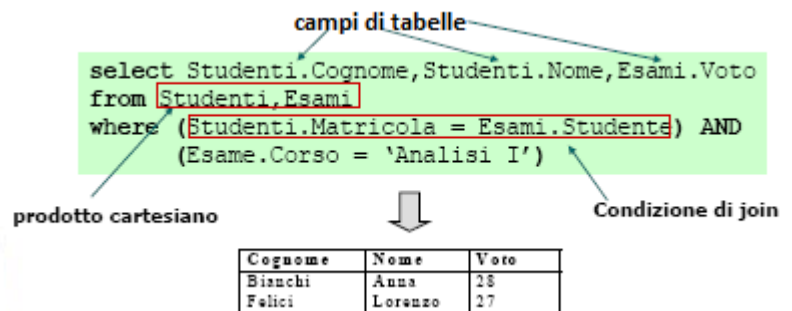 campi di tabelle
select Studenti.Cognome,Studenti.Nome,Esami.Voto
from Studenti,Esami
where (Studenti.Matricola = Esami.Studente) AND
(Esame.Corso = ‘Analisi I’)
prodotto cartesiano
Condizione di join
Cognome Nome Voto
Bianchi Anna 28
Felici Lorenzo 27